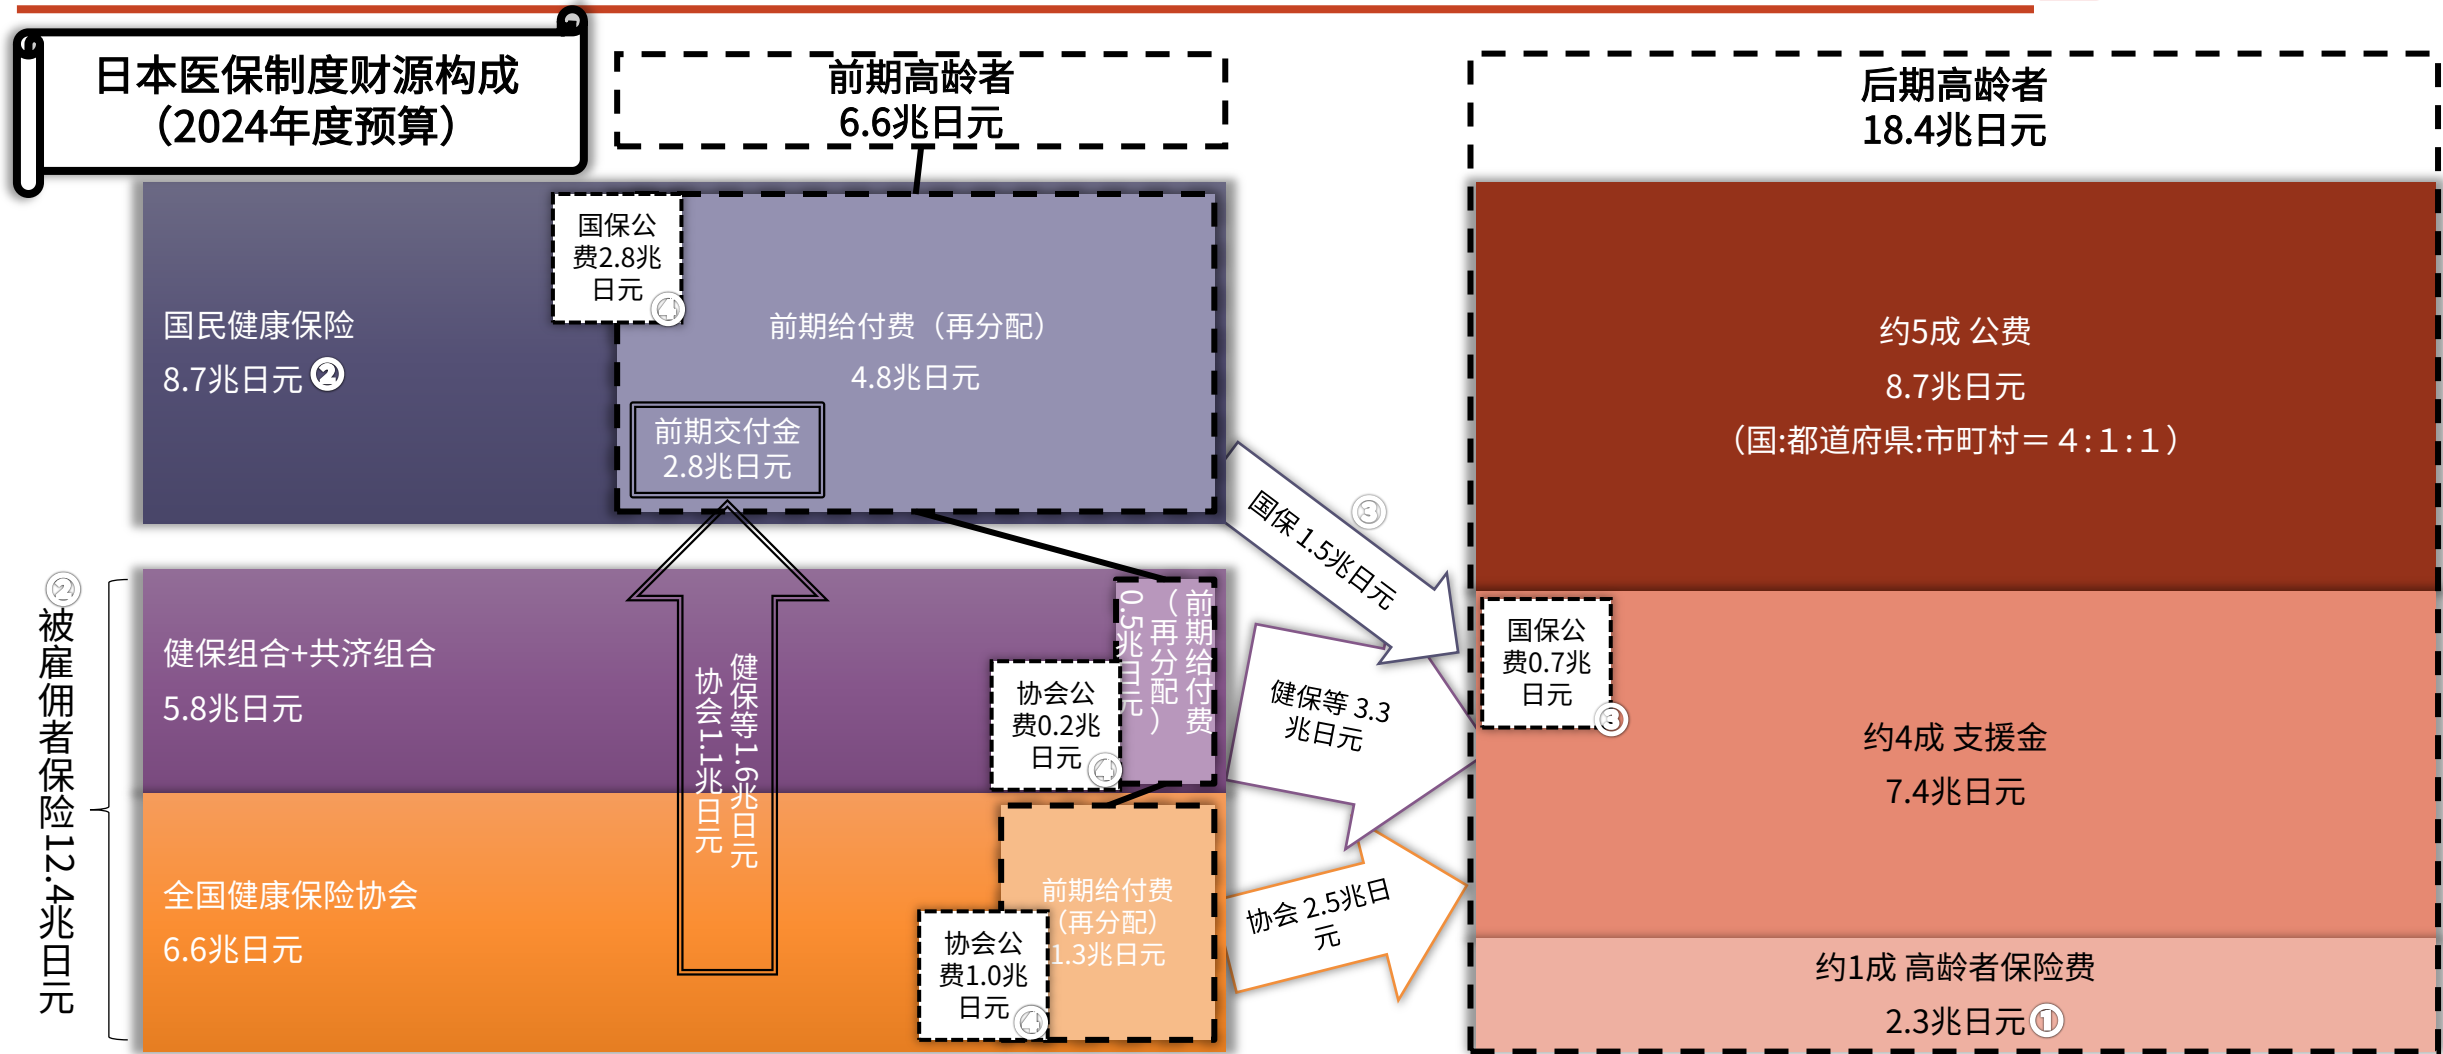 日本医保制度财源构成
（2024年度预算）
前期高龄者
6.6兆日元
后期高龄者
18.4兆日元
国民健康保险
8.7兆日元②
国保公
费2.8兆
日元
④
前期给付费（再分配）
4.8兆日元
前期交付金
2.8兆日元
②
被雇佣者保险12.4兆日元
健保组合+共济组合
5.8兆日元
健保等1.6兆日元
协会1.1兆日元
前期给付费
（再分配）
0.5兆日元
协会公
费0.2兆
日元
④
全国健康保险协会
6.6兆日元
前期给付费
（再分配）
1.3兆日元
协会公
费1.0兆
日元
④
国保 1.5兆日元
③
健保等 3.3
兆日元
协会 2.5兆日
元
约5成 公费
8.7兆日元
（国:都道府県:市町村＝４:１:１）
国保公
费0.7兆
日元
③
约4成 支援金
7.4兆日元
约1成 高龄者保险费
2.3兆日元①